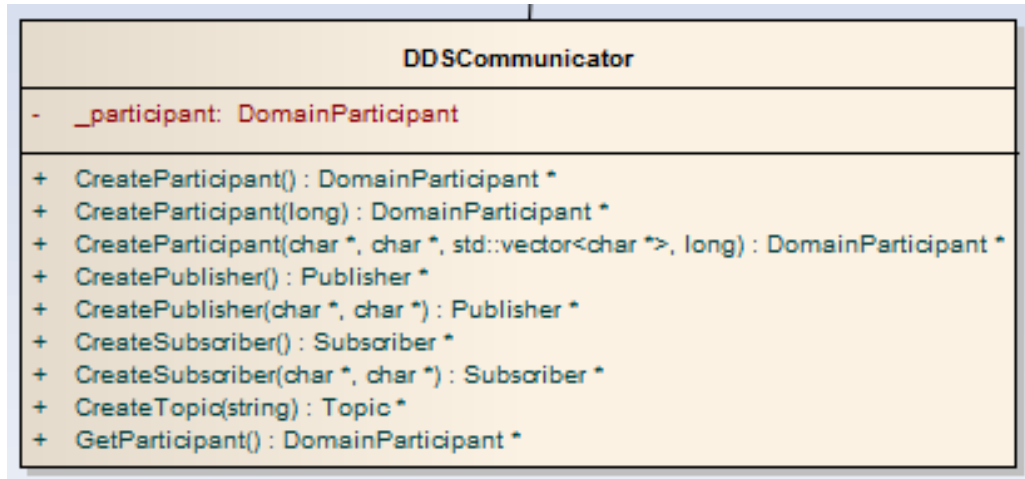 DDSCommunicator
- _participant: DomainParticipant
+ CreateParticipant() : DomainParticipant *
+ CreateParticipant(long) : DomainParticipant *
+ CreateParticipant(char *, char *, std::vector<char *>, long) : DomainParticipant *
+ CreatePublisher() : Publisher *
+ CreatePublisher(char *, char *) : Publisher *
+ CreateSubscriber() : Subscriber *
+ CreateSubscriber(char *, char *) : Subscriber *
+ CreateTopic(string) : Topic *
+ GetParticipant() : DomainParticipant *